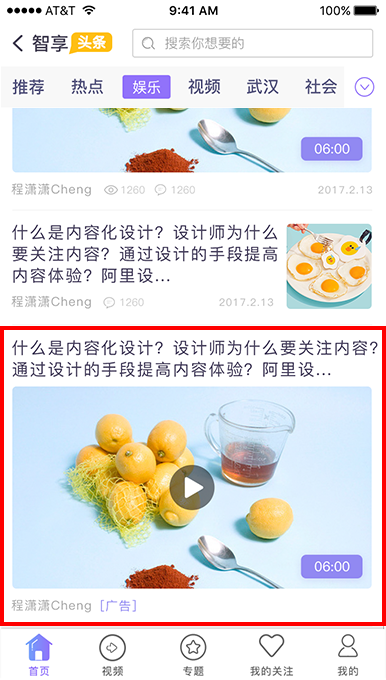 AT&T 9:41 AM 100%
智享 头条 搜索你想要的
推荐 热点 娱乐 视频 武汉 社会
06:00
程潇潇Cheng 1260 1260 2017.2.13
什么是内容化设计？设计师为什么
要关注内容？通过设计的手段提高
内容体验？阿里设...
程潇潇Cheng 1260 2017.2.13
什么是内容化设计？设计师为什么要关注内容？
通过设计的手段提高内容体验？阿里设...
06:00
程潇潇Cheng [广告]
首页 视频 专题 我的关注 我的